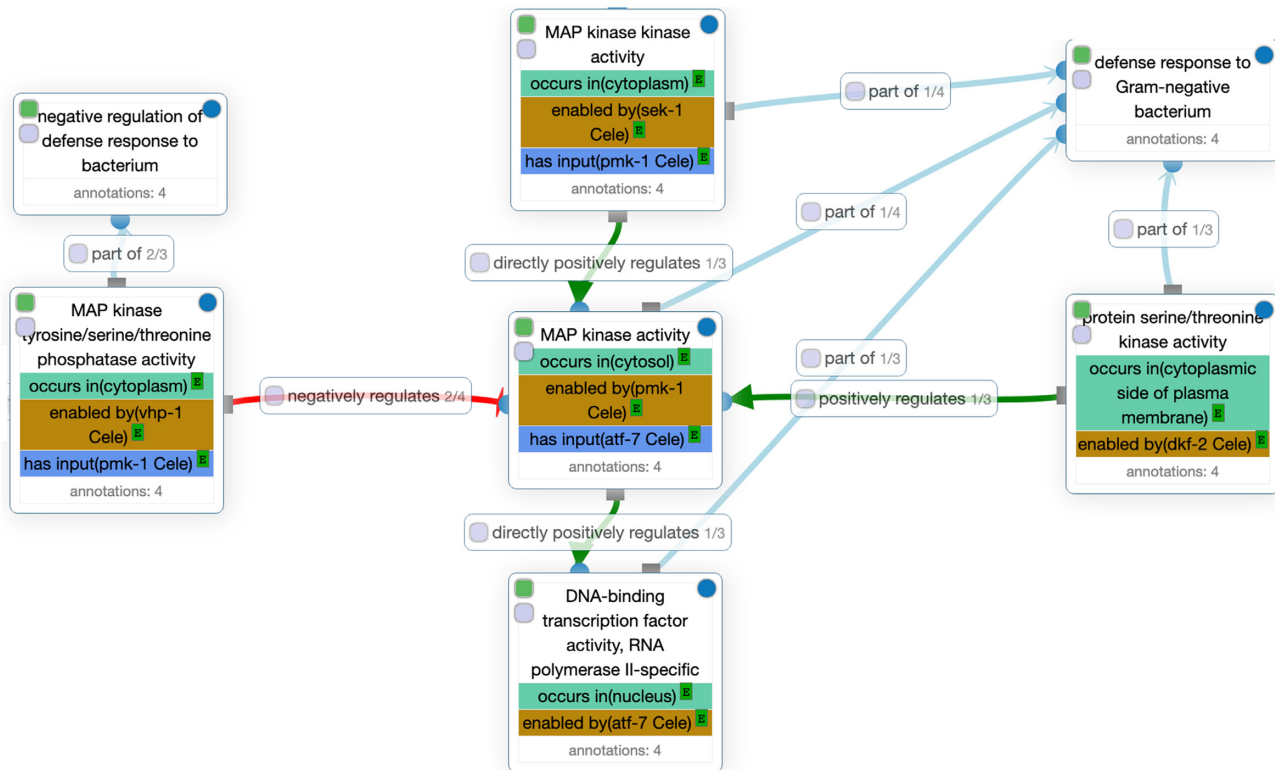 MAP kinase kinase
activity
occurs in(cytoplasm) E
enabled by(sek-1
Cele) E
has input(pmk-1 Cele) E
annotations: 4
part of 1/4
defense response to
Gram-negative
bacterium
annotations: 4
negative regulation of
defense response to
bacterium
annotations: 4
part of 2/3
directly positively regulates 1/3
part of 1/4
part of 1/3
MAP kinase
tyrosine/serine/threonine
phosphatase activity
occurs in(cytoplasm) E
enabled by(vhp-1
Cele) E
has input(pmk-1 Cele) E
annotations: 4
negatively regulates 2/4
MAP kinase activity
occurs in(cytosol) E
enabled by(pmk-1
Cele) E
has input(atf-7 Cele) E
annotations: 4
part of 1/3
positively regulates 1/3
protein serine/threonine
kinase activity
occurs in(cytoplasmic
side of plasma
membrane) E
enabled by(dkf-2 Cele) E
annotations: 4
directly positively regulates 1/3
DNA-binding
transcription factor
activity, RNA
polymerase II-specific
occurs in(nucleus) E
enabled by(atf-7 Cele) E
annotations: 4